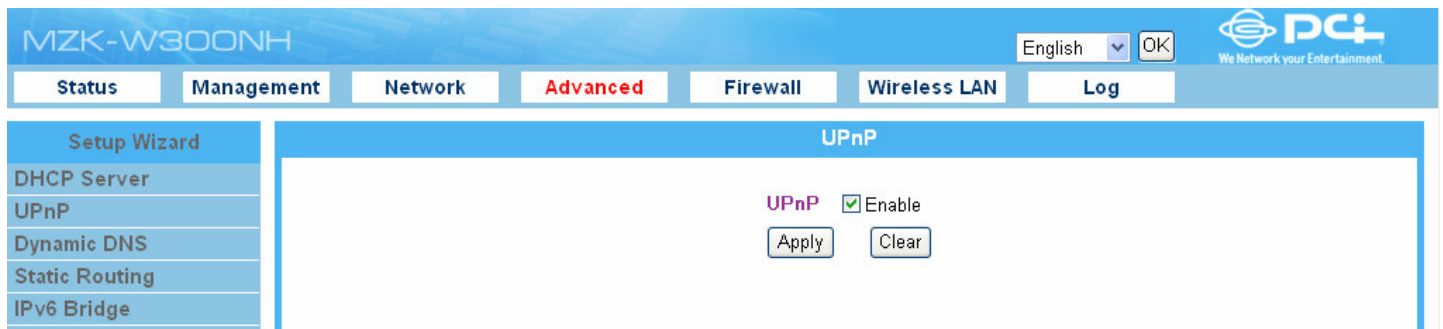 MZK-W300NH
English OK
PCi
We Network your Entertainment.
Status Management Network Advanced Firewall Wireless LAN Log
Setup Wizard
DHCP Server
UPnP
Dynamic DNS
Static Routing
IPv6 Bridge
UPnP
UPnP Enable
Apply Clear